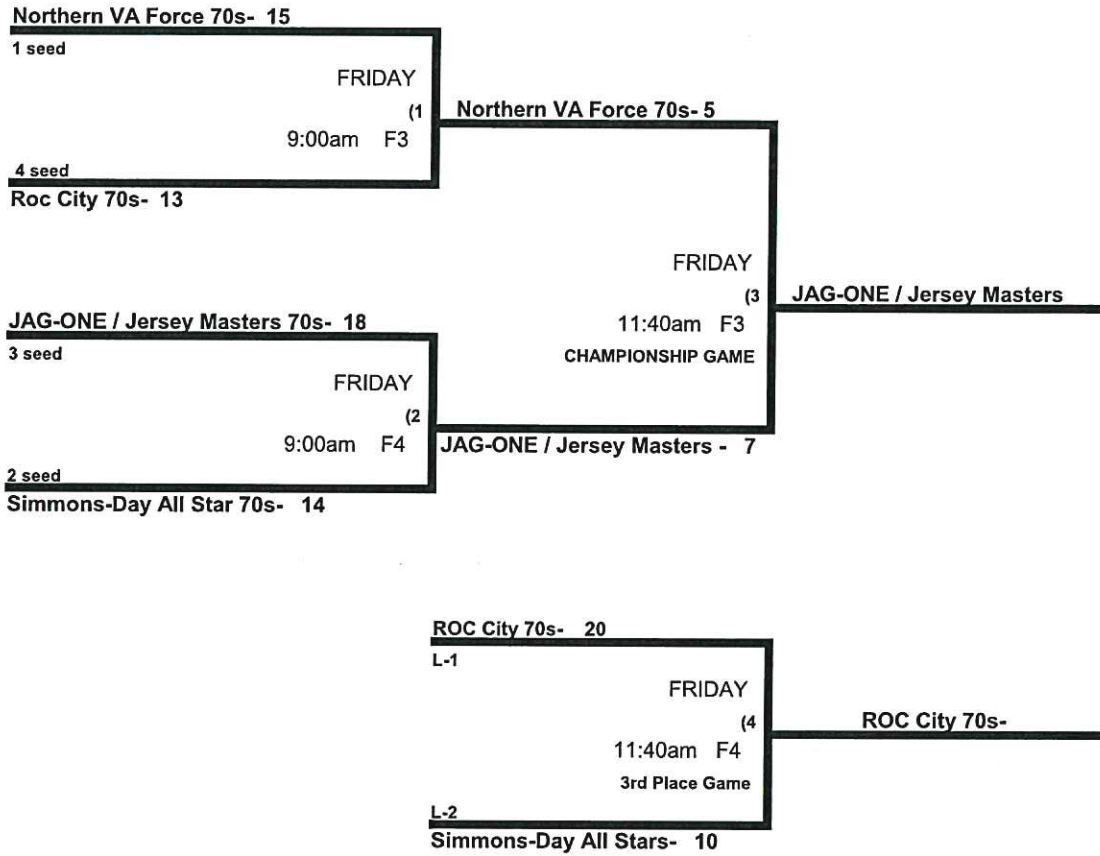 Northern VA Force 70s- 15
1 seed
FRIDAY
(1
9:00am F3
4 seed
Roc City 70s- 13
Northern VA Force 70s- 5
FRIDAY
(3
11:40am F3
CHAMPIONSHIP GAME
JAG-ONE / Jersey Masters
JAG-ONE / Jersey Masters 70s- 18
3 seed
FRIDAY
(2
9:00am F4
2 seed
Simmons-Day All Star 70s- 14
JAG-ONE / Jersey Masters - 7
ROC City 70s- 20
L-1
FRIDAY
(4
11:40am F4
3rd Place Game
L-2
Simmons-Day All Stars- 10
ROC City 70s-